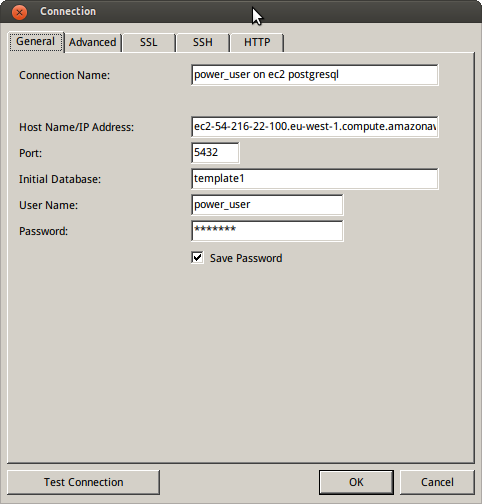 Connection
General Advanced SSL SSH HTTP
Connection Name: power_user on ec2 postgresql
Host Name/IP Address: ec2-54-216-22-100.eu-west-1.compute.amazonav
Port: 5432
Initial Database: template1
User Name: power_user
Password: *******
Save Password
Test Connection OK Cancel